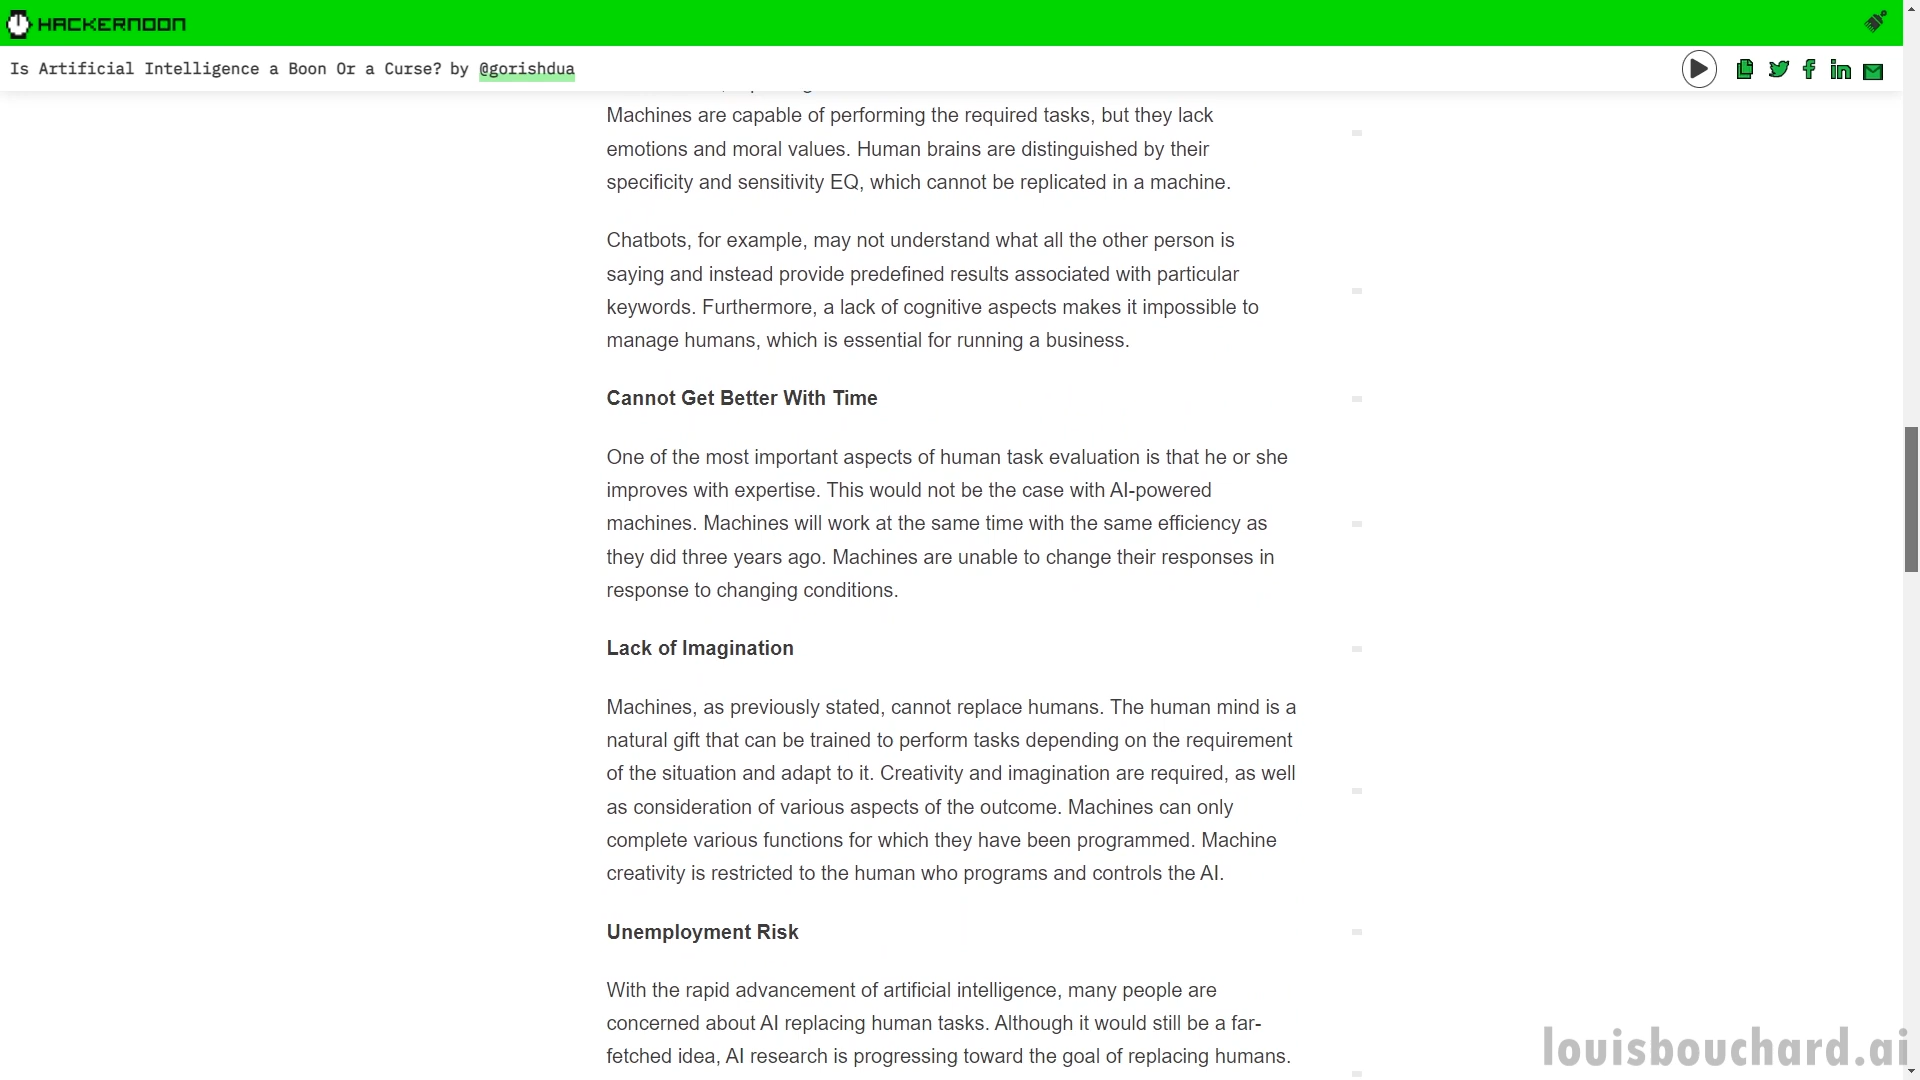 HACKERNOON
Is Artificial Intelligence a Boon Or a Curse? by @gorishdua
Machines are capable of performing the required tasks, but they lack
emotions and moral values. Human brains are distinguished by their
specificity and sensitivity EQ, which cannot be replicated in a machine.
Chatbots, for example, may not understand what all the other person is
saying and instead provide predefined results associated with particular
keywords. Furthermore, a lack of cognitive aspects makes it impossible to
manage humans, which is essential for running a business.
Cannot Get Better With Time
One of the most important aspects of human task evaluation is that he or she
improves with expertise. This would not be the case with AI-powered
machines. Machines will work at the same time with the same efficiency as
they did three years ago. Machines are unable to change their responses in
response to changing conditions.
Lack of Imagination
Machines, as previously stated, cannot replace humans. The human mind is a
natural gift that can be trained to perform tasks depending on the requirement
of the situation and adapt to it. Creativity and imagination are required, as well
as consideration of various aspects of the outcome. Machines can only
complete various functions for which they have been programmed. Machine
creativity is restricted to the human who programs and controls the AI.
Unemployment Risk
With the rapid advancement of artificial intelligence, many people are
concerned about AI replacing human tasks. Although it would still be a far-
fetched idea, AI research is progressing toward the goal of replacing humans.
louisbouchard.ai